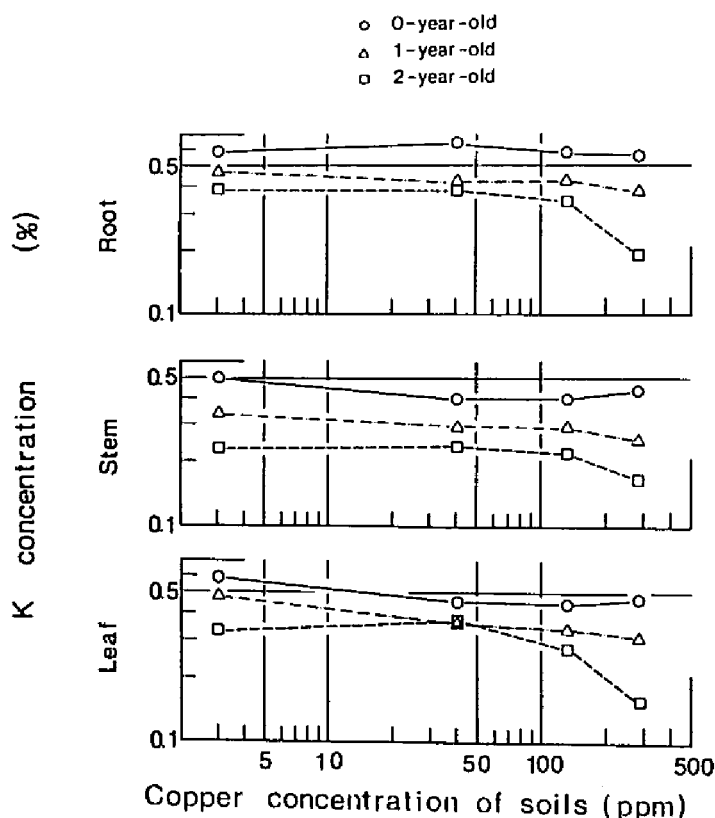 0-year-old
1-year-old
2-year-old
K concentration (%)
Root
0.5
0.1
Stem
0.5
0.1
Leaf
0.5
0.1
5 10 50 100 500
Copper concentration of soils (ppm)